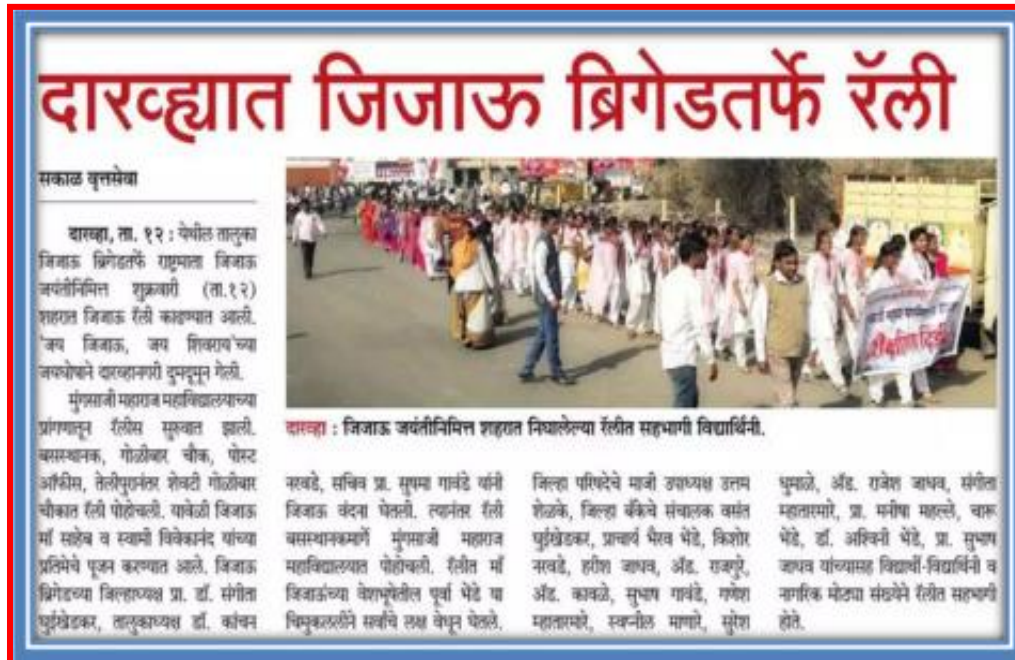 दारव्ह्यात जिजाऊ ब्रिगेडतर्फे रॅली
सकाळ वृत्तसेवा
दारव्हा, ता. १२ : येथील तालुका
जिजाऊ ब्रिगेडतर्फे राष्ट्रमाता जिजाऊ
जयंतीनिमित्त शुक्रवारी (ता.१२)
शहरात जिजाऊ रॅली काढण्यात आली.
'जय जिजाऊ, जय शिवराय'च्या
जयघोषाने दारव्हानगरी दुमदूमून गेली.
मुंगसाजी महाराज महाविद्यालयाच्या
प्रांगणातून रॅलीस सुरुवात झाली.
बसस्थानक, गोळीबार चौक, पोस्ट
ऑफीस, तेलीपुरानंतर शेवटी गोळीबार
चौकात रॅली पोहोचली. यावेळी जिजाऊ
माँ साहेब व स्वामी विवेकानंद यांच्या
प्रतिमेचे पूजन करण्यात आले. जिजाऊ
ब्रिगेडच्या जिल्हाध्यक्ष प्रा. डॉ. संगीता
घुईखेडकर, तालुकाध्यक्ष डॉ. कांचन
दारव्हा : जिजाऊ जयंतीनिमित्त शहरात निघालेल्या रॅलीत सहभागी विद्यार्थिनी.
नरवडे, सचिव प्रा. सुषमा गावंडे यांनी
जिजाऊ वंदना घेतली. त्यानंतर रॅली
बसस्थानकमार्गे मुंगसाजी महाराज
महाविद्यालयात पोहोचली. रॅलीत माँ
जिजाऊंच्या वेशभूषेतील पूर्वा भेंडे या
चिमुकलीने सर्वांचे लक्ष वेधून घेतले.
जिल्हा परिषदेचे माजी उपाध्यक्ष उत्तम
शेळके, जिल्हा बँकेचे संचालक वसंत
घुईखेडकर, प्राचार्य भैरव भेंडे, किशोर
नरवडे, हरीश जाधव, अॅड. राजगुरे,
अॅड. कावळे, सुभाष गावंडे, गणेश
म्हातारमारे, स्वप्नील माणारे, सुरेश
धुमाळे, अॅड. राजेश जाधव, संगीता
म्हातारमारे, प्रा. मनीषा महल्ले, चारू
भेंडे, डॉ. अश्विनी भेंडे, प्रा. सुभाष
जाधव यांच्यासह विद्यार्थी-विद्यार्थिनी व
नागरिक मोठ्या संख्येने रॅलीत सहभागी
होते.